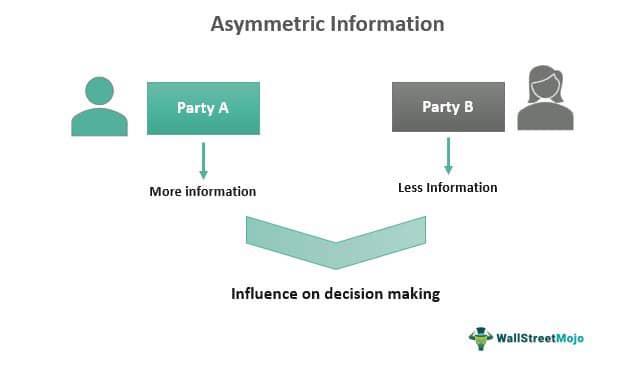 Asymmetric Information
Party A
Party B
More information
Less Information
Influence on decision making
WallStreetMojo